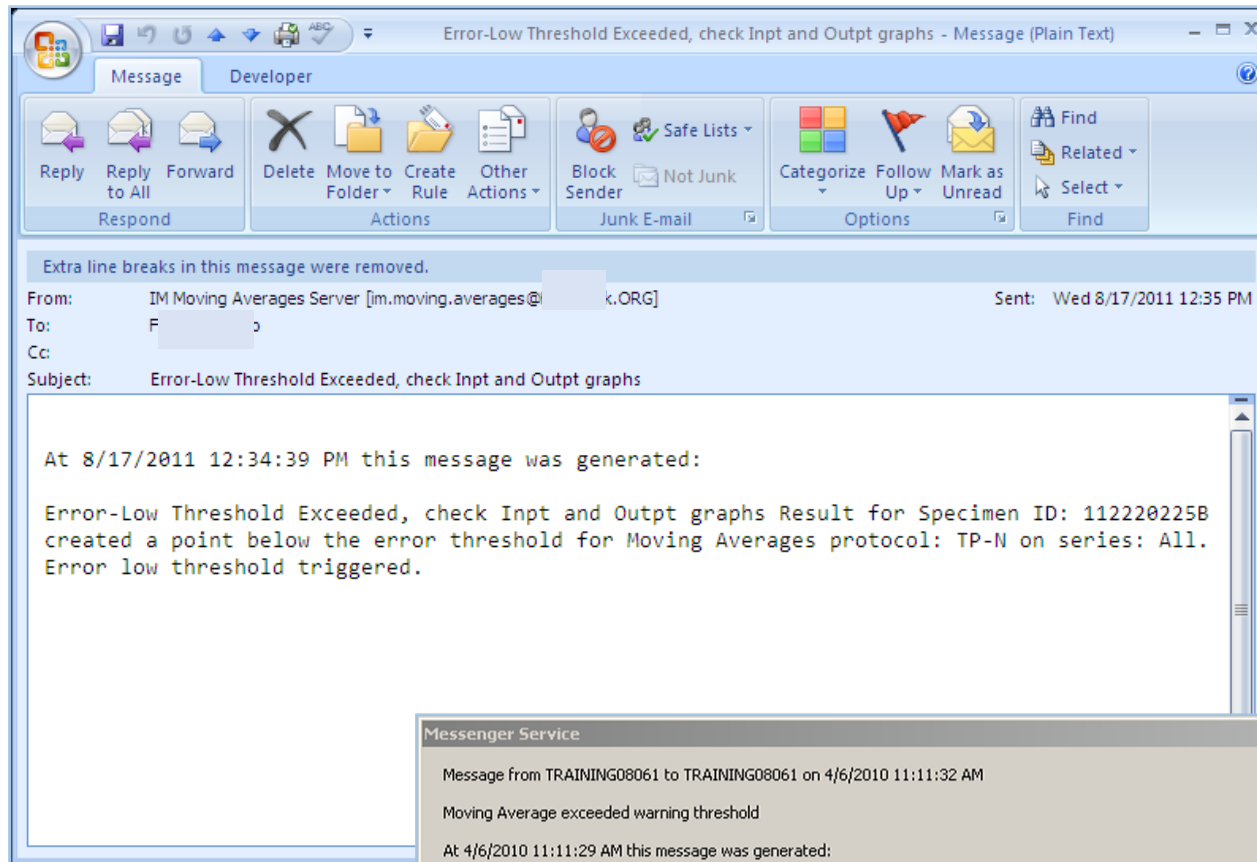 Error-Low Threshold Exceeded, check Inpt and Outpt graphs - Message (Plain Text)
Message Developer
Reply Reply to All Forward Delete Move to Folder Create Rule Other Actions Block Sender Safe Lists Not Junk Categorize Follow Up Mark as Unread Find Related Select
Respond Actions Junk E-mail Options Find
Extra line breaks in this message were removed.
From: IM Moving Averages Server [im.moving.averages@ k.ORG] Sent: Wed 8/17/2011 12:35 PM
To:
Cc:
Subject: Error-Low Threshold Exceeded, check Inpt and Outpt graphs
At 8/17/2011 12:34:39 PM this message was generated:
Error-Low Threshold Exceeded, check Inpt and Outpt graphs Result for Specimen ID: 112220225B
created a point below the error threshold for Moving Averages protocol: TP-N on series: All.
Error low threshold triggered.
Messenger Service
Message from TRAINING08061 to TRAINING08061 on 4/6/2010 11:11:32 AM
Moving Average exceeded warning threshold
At 4/6/2010 11:11:29 AM this message was generated: